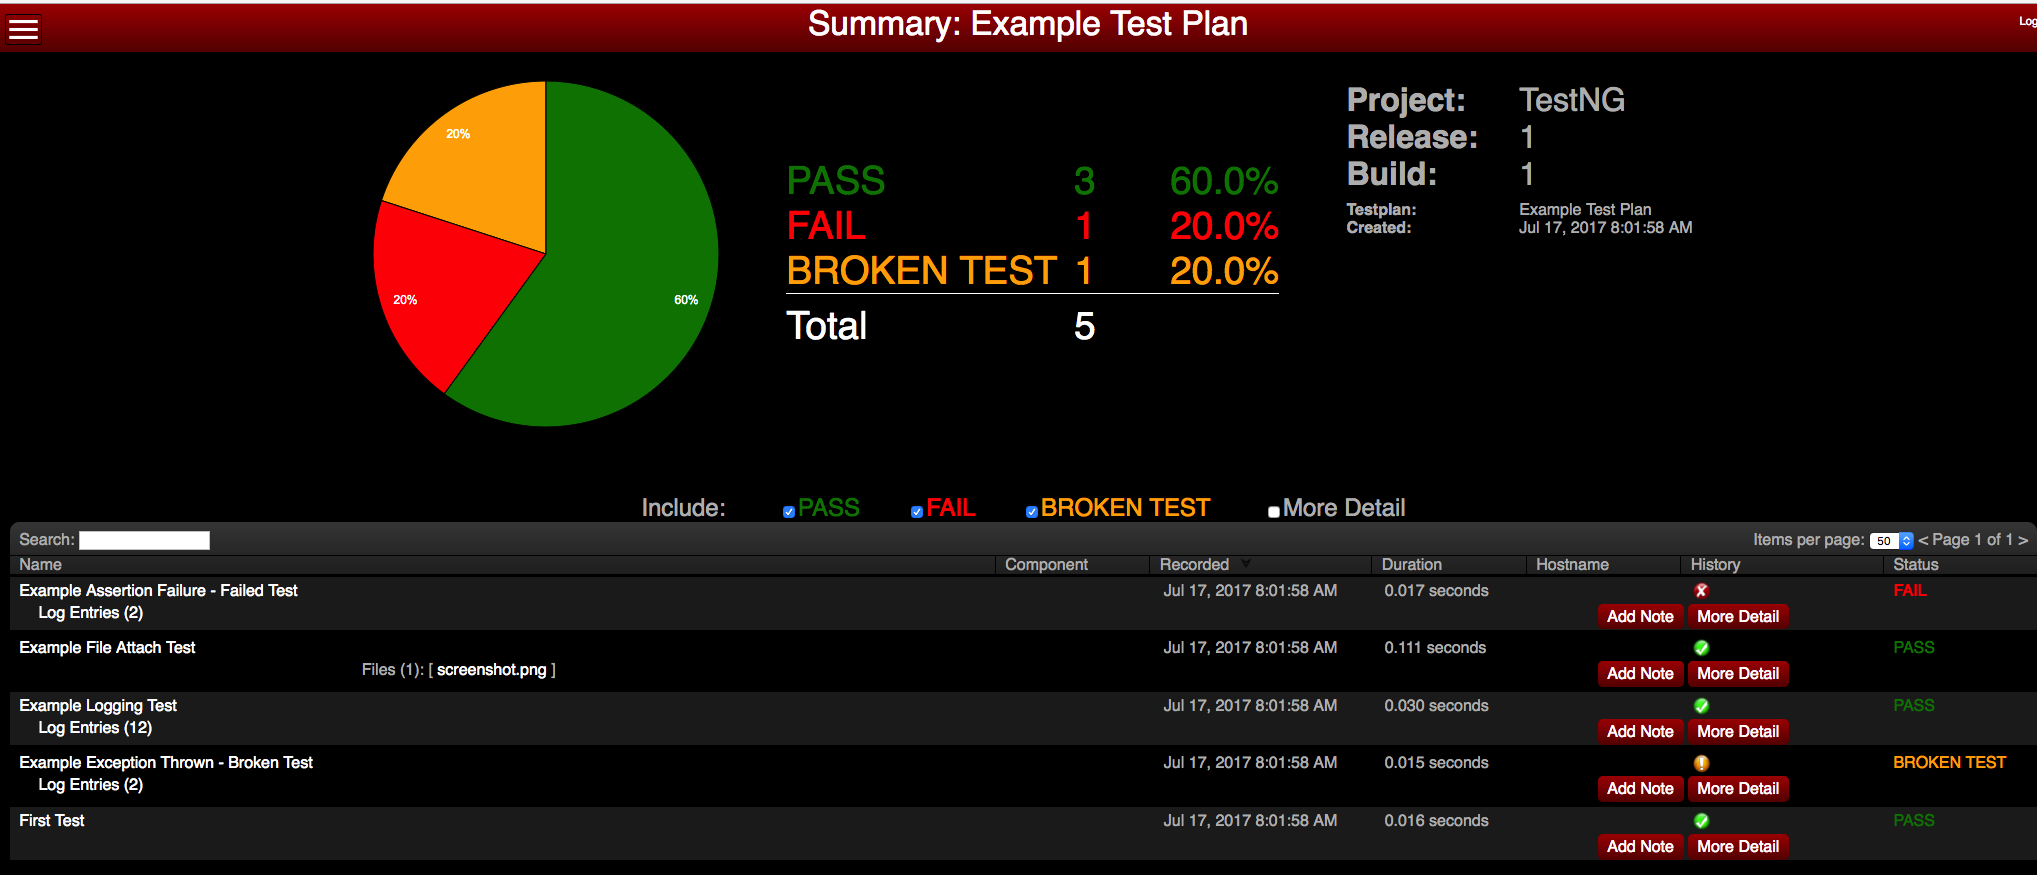 Summary: Example Test Plan
Log
20%
20%
60%
PASS 3 60.0%
FAIL 1 20.0%
BROKEN TEST 1 20.0%
Total 5
Project: TestNG
Release: 1
Build: 1
Testplan: Example Test Plan
Created: Jul 17, 2017 8:01:58 AM
Include: PASS FAIL BROKEN TEST More Detail
Search: Items per page: 50 < Page 1 of 1 >
Name Component Recorded Duration Hostname History Status
Example Assertion Failure - Failed Test Jul 17, 2017 8:01:58 AM 0.017 seconds FAIL
Log Entries (2) Add Note More Detail
Example File Attach Test Jul 17, 2017 8:01:58 AM 0.111 seconds PASS
Files (1): [ screenshot.png ] Add Note More Detail
Example Logging Test Jul 17, 2017 8:01:58 AM 0.030 seconds PASS
Log Entries (12) Add Note More Detail
Example Exception Thrown - Broken Test Jul 17, 2017 8:01:58 AM 0.015 seconds BROKEN TEST
Log Entries (2) Add Note More Detail
First Test Jul 17, 2017 8:01:58 AM 0.016 seconds PASS
Add Note More Detail